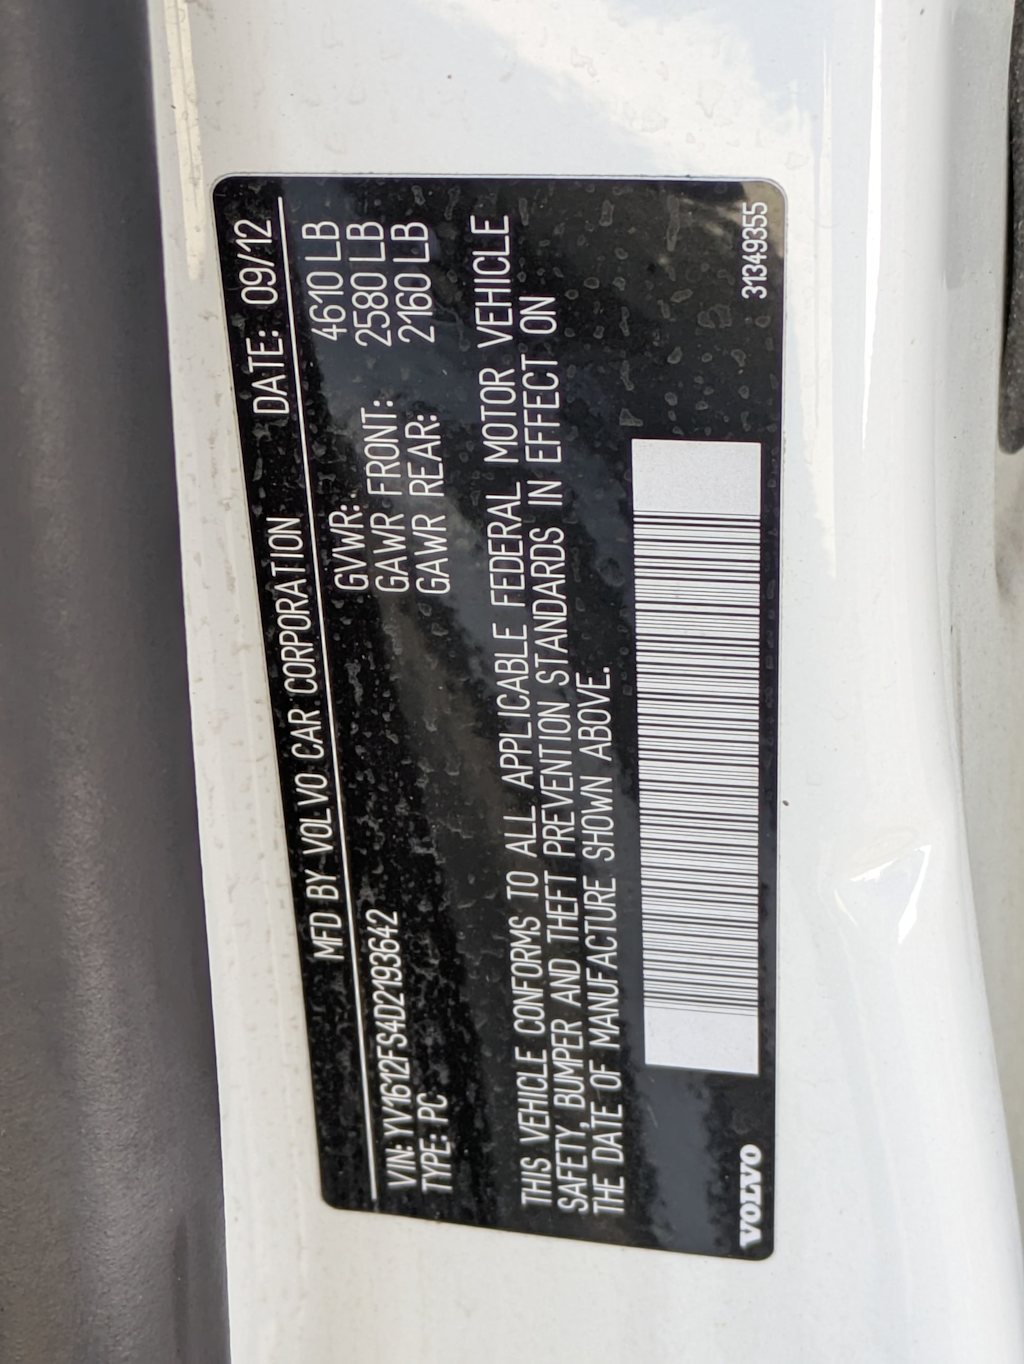 MFD BY VOLVO CAR CORPORATION DATE: 09/12
VIN: YV1612FS4D2193642 GVWR: 4610 LB
TYPE: PC GAWR FRONT: 2580 LB
GAWR REAR: 2160 LB
THIS VEHICLE CONFORMS TO ALL APPLICABLE FEDERAL MOTOR VEHICLE
SAFETY, BUMPER AND THEFT PREVENTION STANDARDS IN EFFECT ON
THE DATE OF MANUFACTURE SHOWN ABOVE.
VOLVO 31349355